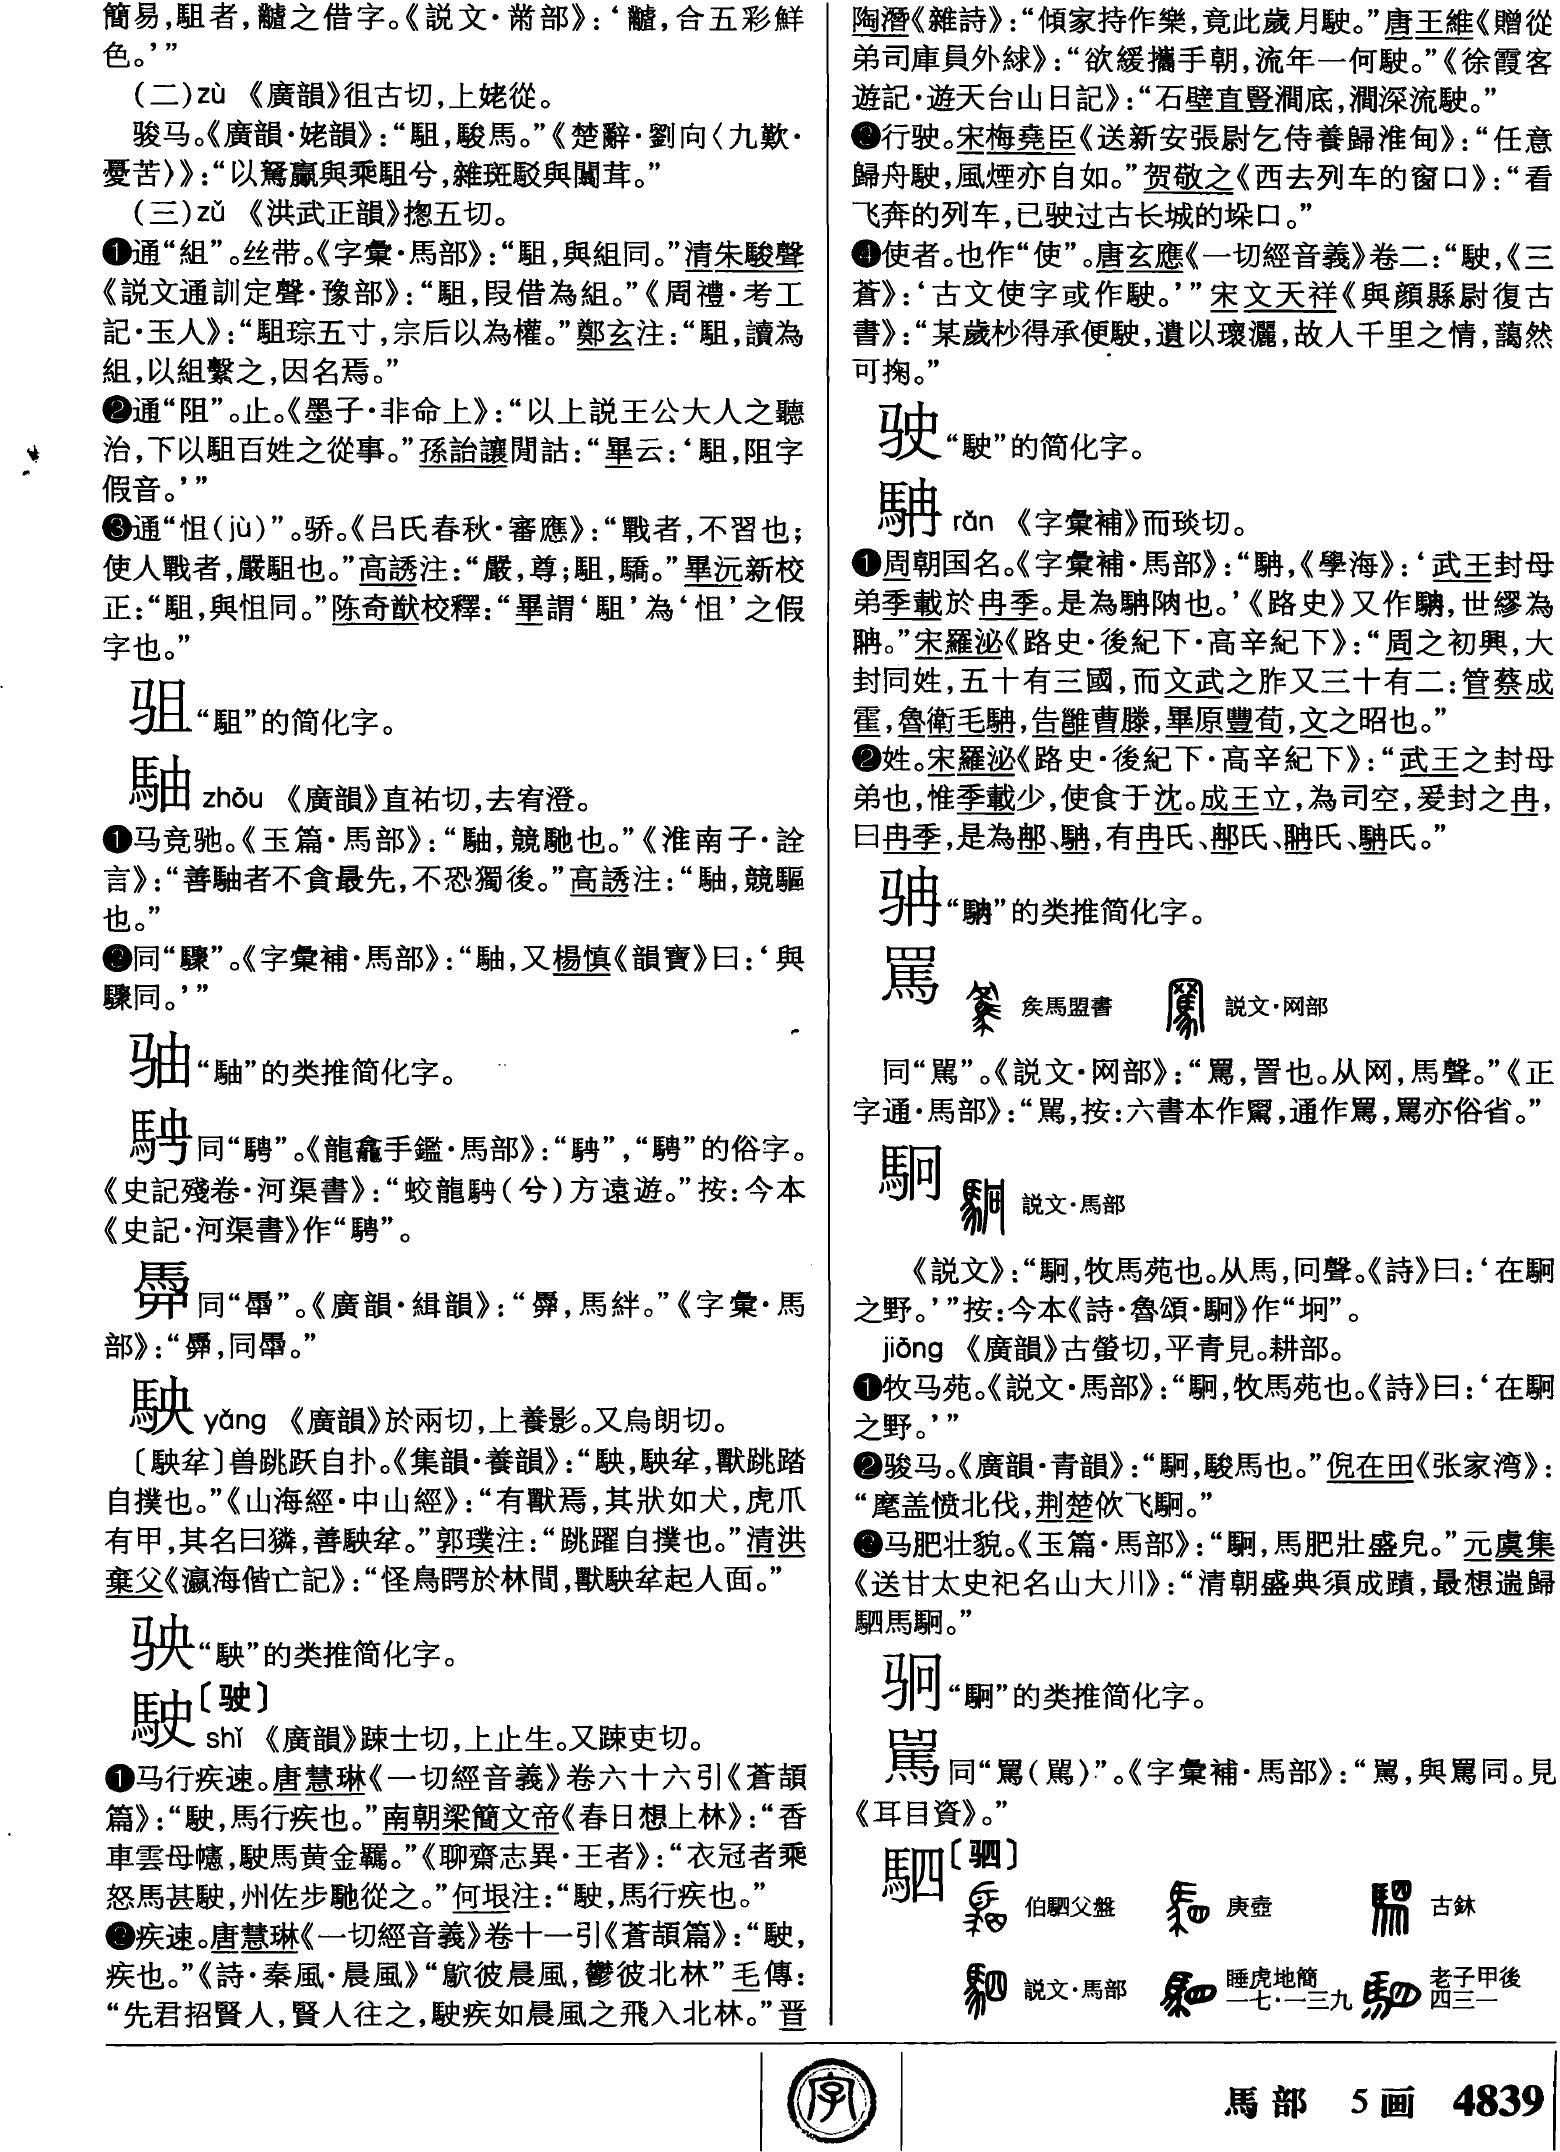 簡易，駔者，䵻之借字。《説文·黹部》：‘䵻，合五彩鮮
色。’”
（二）zù 《廣韻》徂古切，上姥從。
骏马。《廣韻·姥韻》：“駔，駿馬。”《楚辭·劉向〈九歎·
憂苦〉》：“以駑驘與乘駔兮，雜斑駁與闒茸。”
（三）zǔ 《洪武正韻》揔五切。
❶通“組”。丝带。《字彙·馬部》：“駔，與組同。”清朱駿聲
《説文通訓定聲·豫部》：“駔，叚借為組。”《周禮·考工
記·玉人》：“駔琮五寸，宗后以為權。”鄭玄注：“駔，讀為
組，以組繫之，因名焉。”
❷通“阻”。止。《墨子·非命上》：“以上説王公大人之聽
治，下以駔百姓之從事。”孫詒讓閒詁：“畢云：‘駔，阻字
假音。’”
❸通“怚（jù）”。骄。《吕氏春秋·審應》：“戰者，不習也；
使人戰者，嚴駔也。”高誘注：“嚴，尊；駔，驕。”畢沅新校
正：“駔，與怚同。”陈奇猷校釋：“畢謂‘駔’為‘怚’之假
字也。”
驵“駔”的简化字。
駎 zhòu 《廣韻》直祐切，去宥澄。
❶马竞驰。《玉篇·馬部》：“駎，競馳也。”《淮南子·詮
言》：“善駎者不貪最先，不恐獨後。”高誘注：“駎，競驅
也。”
❷同“驟”。《字彙補·馬部》：“駎，又楊慎《韻寶》曰：‘與
驟同。’”
“駎”的类推简化字。
同“騁”。《龍龕手鑑·馬部》：“”，“騁”的俗字。
《史記殘卷·河渠書》：“蛟龍（兮）方遠遊。”按：今本
《史記·河渠書》作“騁”。
同“馽”。《廣韻·緝韻》：“，馬絆。”《字彙·馬
部》：“，同馽。”
駚 yǎng 《廣韻》於兩切，上養影。又烏朗切。
〔駚𡴎〕兽跳跃自扑。《集韻·養韻》：“駚，駚𡴎，獸跳踏
自撲也。”《山海經·中山經》：“有獸焉，其狀如犬，虎爪
有甲，其名曰獜，善駚𡴎。”郭璞注：“跳躍自撲也。”清洪
棄父《瀛海偕亡記》：“怪鳥㗁於林間，獸駚𡴎起人面。”
“駚”的类推简化字。
駛〔驶〕
shǐ 《廣韻》踈士切，上止生。又踈吏切。
❶马行疾速。唐慧琳《一切經音義》卷六十六引《蒼頡
篇》：“駛，馬行疾也。”南朝梁簡文帝《春日想上林》：“香
車雲母幰，駛馬黄金羈。”《聊齋志異·王者》：“衣冠者乘
怒馬甚駛，州佐步馳從之。”何垠注：“駛，馬行疾也。”
❷疾速。唐慧琳《一切經音義》卷十一引《蒼頡篇》：“駛，
疾也。”《詩·秦風·晨風》“鴥彼晨風，鬱彼北林”毛傳：
“先君招賢人，賢人往之，駛疾如晨風之飛入北林。”晋
陶潛《雜詩》：“傾家持作樂，竟此歲月駛。”唐王維《贈從
弟司庫員外絿》：“欲緩攜手朝，流年一何駛。”《徐霞客
遊記·遊天台山日記》：“石壁直豎澗底，澗深流駛。”
❸行驶。宋梅堯臣《送新安張尉乞侍養歸淮甸》：“任意
歸舟駛，風煙亦自如。”贺敬之《西去列车的窗口》：“看
飞奔的列车，已驶过古长城的垛口。”
❹使者。也作“使”。唐玄應《一切經音義》卷二：“駛，《三
蒼》：‘古文使字或作駛。’”宋文天祥《與顔縣尉復古
書》：“某歲杪得承便駛，遺以瓌灑，故人千里之情，藹然
可掬。”
驶“駛”的简化字。
䎃 rǎn 《字彙補》而琰切。
❶周朝国名。《字彙補·馬部》：“，《學海》：‘武王封母
弟季載於冉季。是為也。’《路史》又作，世繆為
聃。”宋羅泌《路史·後紀下·高辛紀下》：“周之初興，大
封同姓，五十有三國，而文武之胙又三十有二：管蔡成
霍，魯衛毛，告雝曹滕，畢原豐荀，文之昭也。”
❷姓。宋羅泌《路史·後紀下·高辛紀下》：“武王之封母
弟也，惟季載少，使食于沈。成王立，為司空，爰封之冉，
曰冉季，是為䣸、，有冉氏、䣸氏、聃氏、氏。”
“”的类推简化字。
罵 矦馬盟書 説文·网部
同“駡”。《説文·网部》：“罵，詈也。从网，馬聲。”《正
字通·馬部》：“駡，按：六書本作𦋻，通作罵，罵亦俗省。”
駉 説文·馬部
《説文》：“駉，牧馬苑也。从馬，冋聲。《詩》曰：‘在駉
之野。’”按：今本《詩·魯頌·駉》作“坰”。
jiōng 《廣韻》古螢切，平青見。耕部。
❶牧马苑。《説文·馬部》：“駉，牧馬苑也。《詩》曰：‘在駉
之野。’”
❷骏马。《廣韻·青韻》：“駉，駿馬也。”倪在田《张家湾》：
“麾盖愤北伐，荆楚佽飞駉。”
❸马肥壮貌。《玉篇·馬部》：“駉，馬肥壯盛皃。”元虞集
《送甘太史祀名山大川》：“清朝盛典須成蹟，最想遄歸
駟馬駉。”
“駉”的类推简化字。
駡同“罵（駡）”。《字彙補·馬部》：“駡，與罵同。見
《耳目資》。”
駟〔驷〕
伯駟父盤 庚壺 古鉥
説文·馬部 睡虎地簡一七·一三九 老子甲後四三一
字
馬部 5画 4839